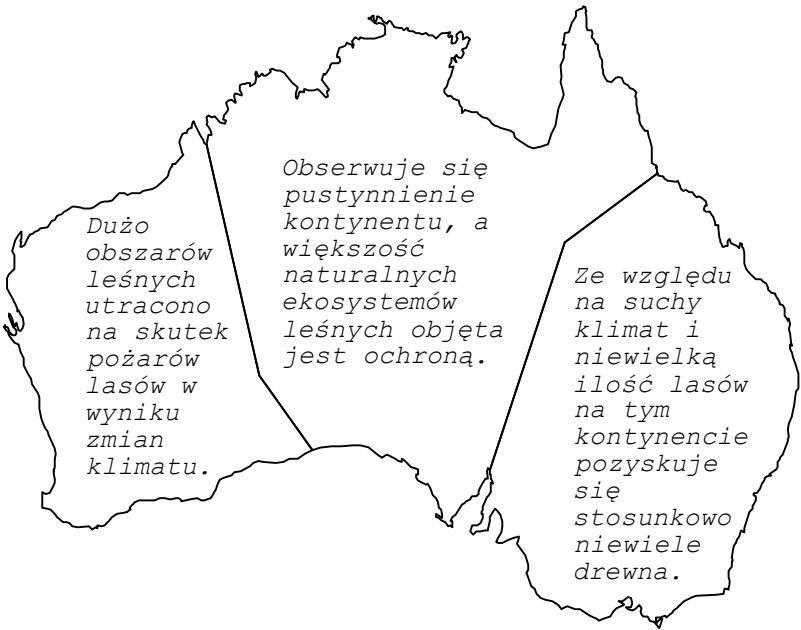 Dużo
obszarów
leśnych
utracono
na skutek
pożarów
lasów w
wyniku
zmian
klimatu.
Obserwuje się
pustynnienie
kontynentu, a
większość
naturalnych
ekosystemów
leśnych objęta
jest ochroną.
Ze względu
na suchy
klimat i
niewielką
ilość lasów
na tym
kontynencie
pozyskuje
się
stosunkowo
niewiele
drewna.